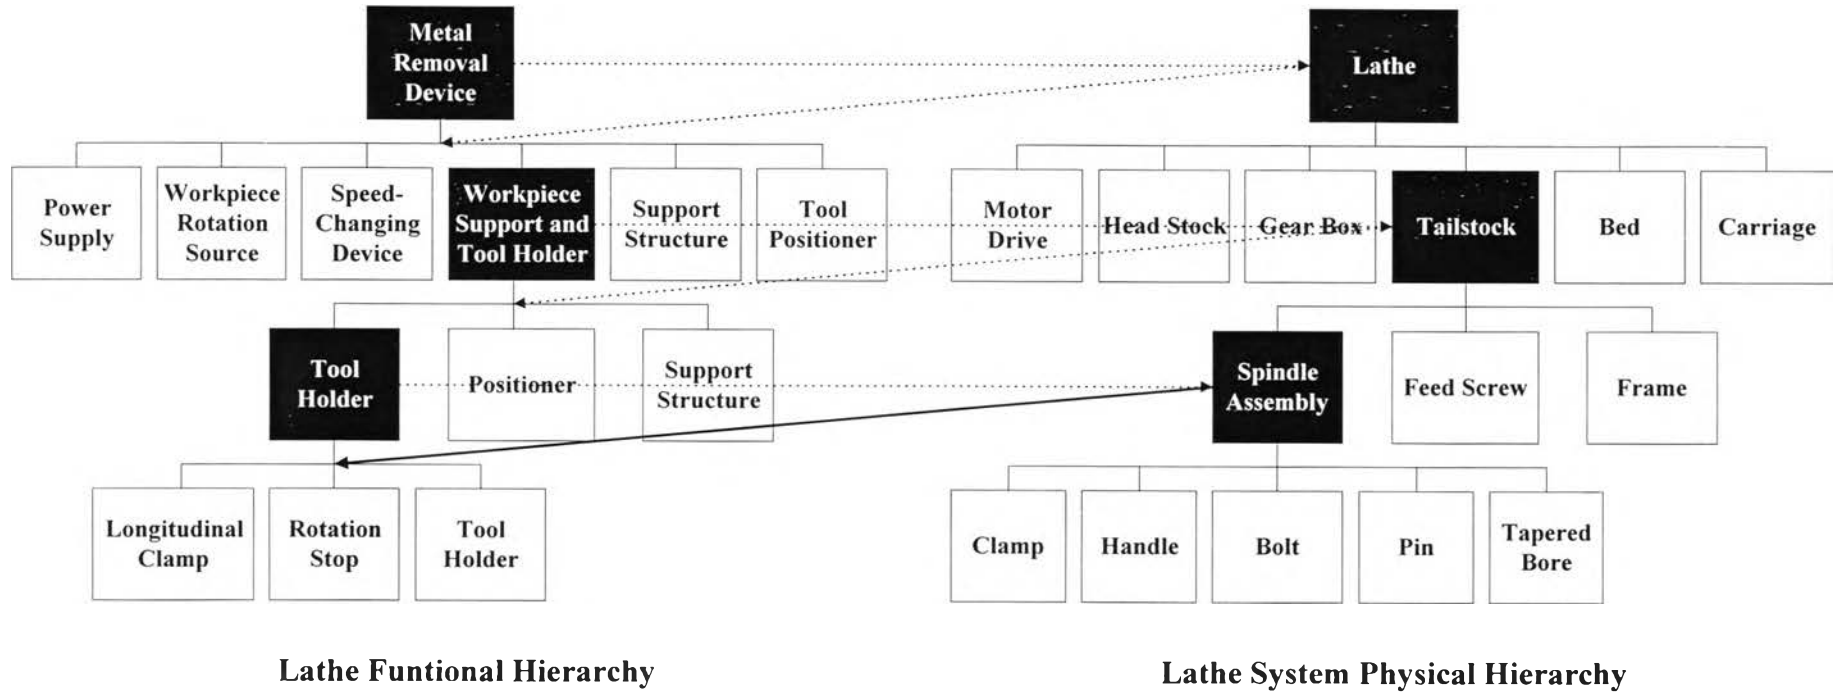 Metal
Removal
Device
Lathe
Power
Supply
Workpiece
Rotation
Source
Speed-
Changing
Device
Workpiece
Support and
Tool Holder
Support
Structure
Tool
Positioner
Motor
Drive
Head Stock
Gear Box
Tailstock
Bed
Carriage
Tool
Holder
Positioner
Support
Structure
Spindle
Assembly
Feed Screw
Frame
Longitudinal
Clamp
Rotation
Stop
Tool
Holder
Clamp
Handle
Bolt
Pin
Tapered
Bore
Lathe Funtional Hierarchy
Lathe System Physical Hierarchy